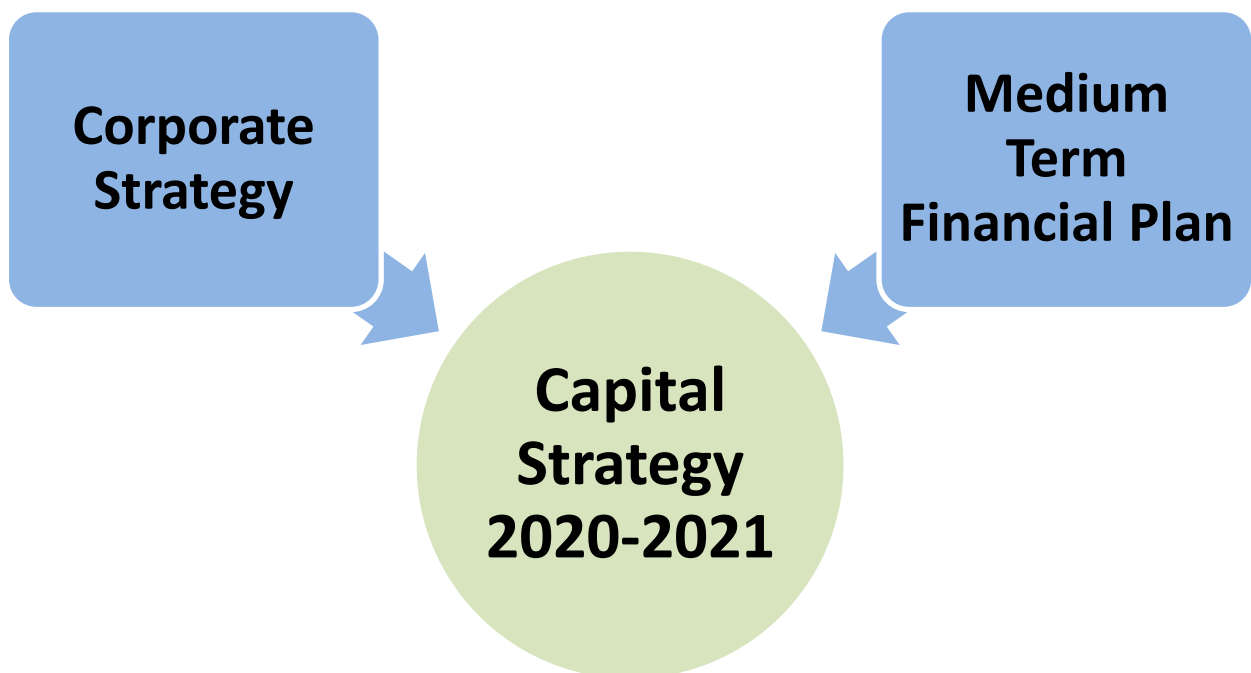 Corporate
Strategy
Medium
Term
Financial Plan
Capital
Strategy
2020-2021